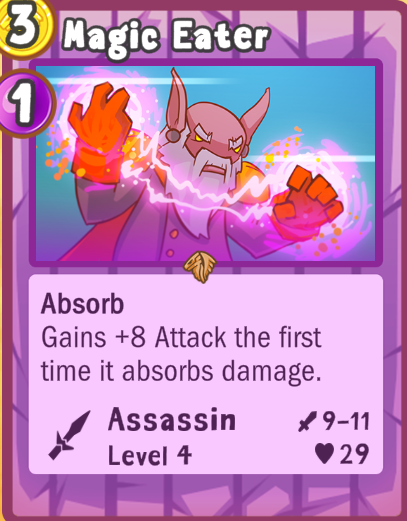 3
Magic Eater
1
Absorb
Gains +8 Attack the first
time it absorbs damage.
Assassin
9–11
Level 4
29